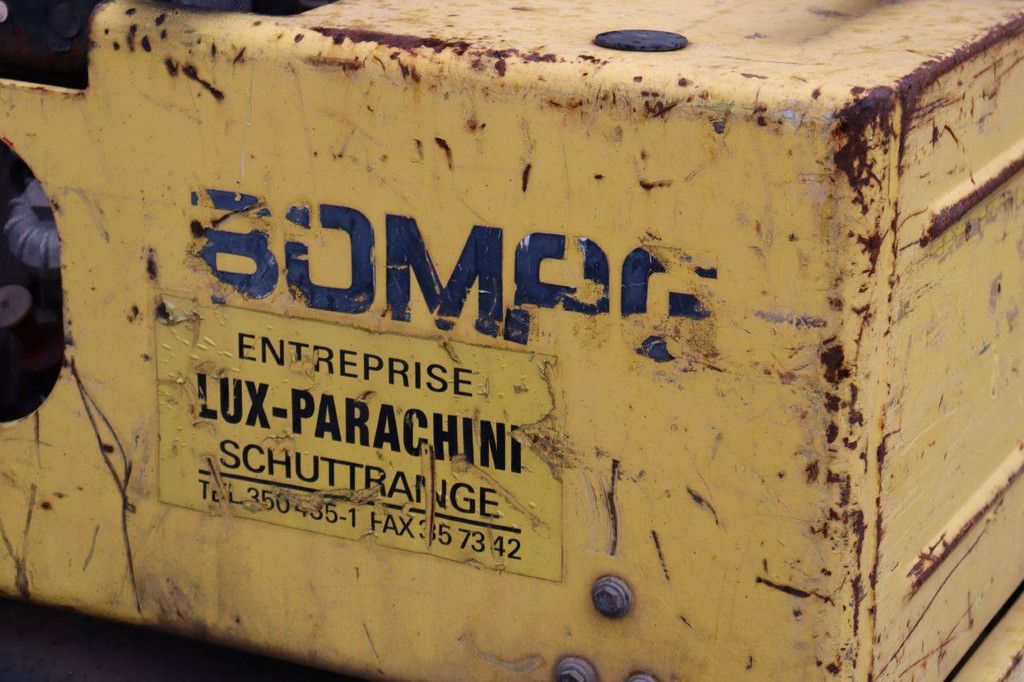 BOMAG
ENTREPRISE
LUX-PARACHINI
SCHUTTRANGE
TEL 350 435-1 FAX 35 73 42